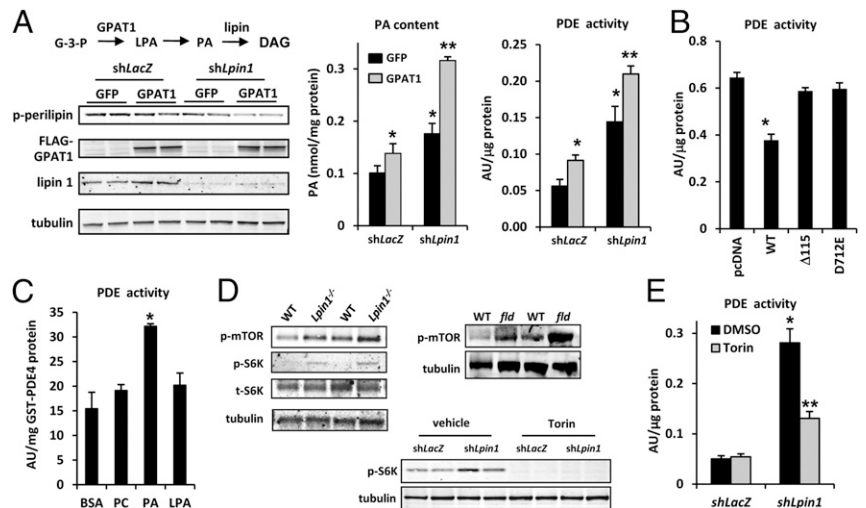 A
GPAT1 lipin
G-3-P LPA PA DAG
shLacZ shLpin1
GFP GPAT1 GFP GPAT1
p-perilipin
FLAG-
GPAT1
lipin 1
tubulin
PA content
PA (nmol/mg protein)
0.3
0.2
0.1
0
GFP
GPAT1
*
*
**
shLacZ shLpin1
PDE activity
AU/µg protein
0.25
0.20
0.15
0.10
0.05
0.00
*
*
**
shLacZ shLpin1
B
PDE activity
AU/µg protein
0.8
0.6
0.4
0.2
0
*
pcDNA
WT
Δ115
D712E
C
PDE activity
AU/mg GST-PDE4 protein
35
30
25
20
15
10
5
0
*
BSA PC PA LPA
D
WT Lpin1-/- WT Lpin1-/-
p-mTOR
p-S6K
t-S6K
tubulin
WT fld WT fld
p-mTOR
tubulin
vehicle Torin
shLacZ shLpin1 shLacZ shLpin1
p-S6K
tubulin
E
PDE activity
AU/µg protein
0.3
0.2
0.1
0
DMSO
Torin
*
**
shLacZ shLpin1